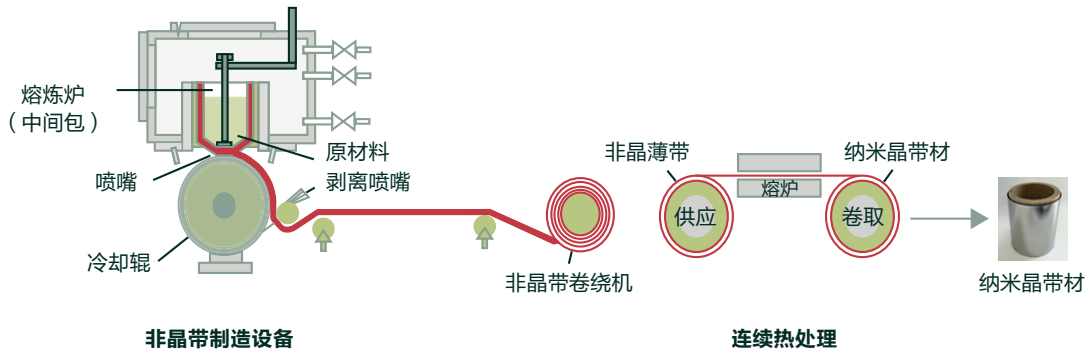 熔炼炉
（中间包）
喷嘴
冷却辊
原材料
剥离喷嘴
非晶带卷绕机
非晶薄带
熔炉
纳米晶带材
供应
卷取
纳米晶带材
非晶带制造设备
连续热处理